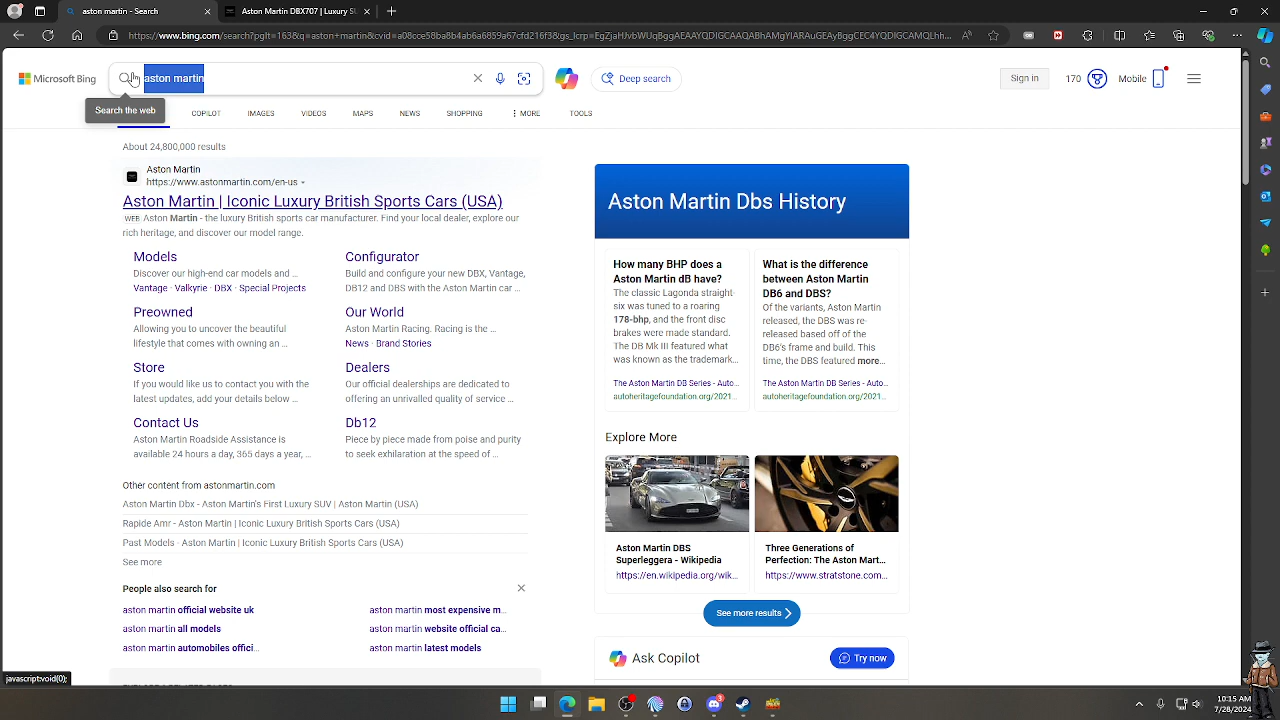 aston martin - Search
Aston Martin DBX707 | Luxury SU
https://www.bing.com/search?pglt=163&q=aston+martin&cvid=a08cce58ba8b4ab6a6859a67cfd216f3&gs_lcrp=EgZjaHJvbWUqBggAEAAYQDIGCAAQABhAMgYIARAuGEAyBggCEC4YQDIGCAMQLhh...
Microsoft Bing
aston martin
Deep search
Sign in
170
Mobile
Search the web
COPILOT
IMAGES
VIDEOS
MAPS
NEWS
SHOPPING
MORE
TOOLS
About 24,800,000 results
Aston Martin
https://www.astonmartin.com/en-us
Aston Martin | Iconic Luxury British Sports Cars (USA)
WEB Aston Martin - the luxury British sports car manufacturer. Find your local dealer, explore our
rich heritage, and discover our model range.
Models
Discover our high-end car models and ...
Vantage · Valkyrie · DBX · Special Projects
Configurator
Build and configure your new DBX, Vantage,
DB12 and DBS with the Aston Martin car ...
Preowned
Allowing you to uncover the beautiful
lifestyle that comes with owning an ...
Our World
Aston Martin Racing. Racing is the ...
News · Brand Stories
Store
If you would like us to contact you with the
latest updates, add your details below ...
Dealers
Our official dealerships are dedicated to
offering an unrivalled quality of service ...
Contact Us
Aston Martin Roadside Assistance is
available 24 hours a day, 365 days a year, ...
Db12
Piece by piece made from poise and purity
to seek exhilaration at the speed of ...
Other content from astonmartin.com
Aston Martin Dbx - Aston Martin's First Luxury SUV | Aston Martin (USA)
Rapide Amr - Aston Martin | Iconic Luxury British Sports Cars (USA)
Past Models - Aston Martin | Iconic Luxury British Sports Cars (USA)
See more
People also search for
aston martin official website uk
aston martin most expensive m...
aston martin all models
aston martin website official ca...
aston martin automobiles offici...
aston martin latest models
Aston Martin Dbs History
How many BHP does a
Aston Martin dB have?
The classic Lagonda straight-
six was tuned to a roaring
178-bhp, and the front disc
brakes were made standard.
The DB Mk III featured what
was known as the trademark...
The Aston Martin DB Series - Auto...
autoheritagefoundation.org/2021...
What is the difference
between Aston Martin
DB6 and DBS?
Of the variants, Aston Martin
released, the DBS was re-
released based off of the
DB6's frame and build. This
time, the DBS featured more...
The Aston Martin DB Series - Auto...
autoheritagefoundation.org/2021...
Explore More
Aston Martin DBS
Superleggera - Wikipedia
https://en.wikipedia.org/wik...
Three Generations of
Perfection: The Aston Mart...
https://www.stratstone.com...
See more results
Ask Copilot
Try now
javascript:void(0);
3
10:15 AM
7/28/2024